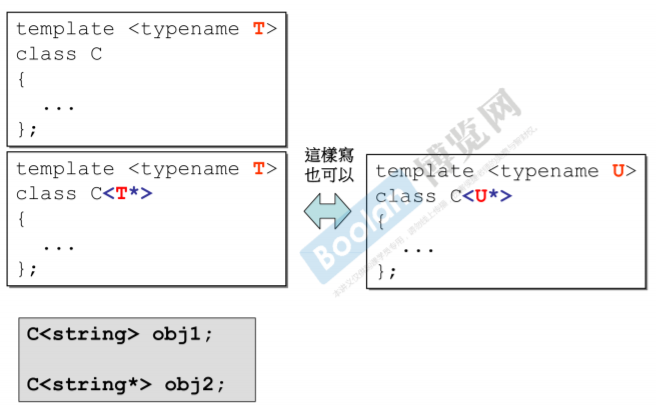 template <typename T>
class C
{
...
};
template <typename T>
class C<T*>
{
...
};
這樣寫
也可以
template <typename U>
class C<U*>
{
...
};
Boolan 博览网
C<string> obj1;
C<string*> obj2;